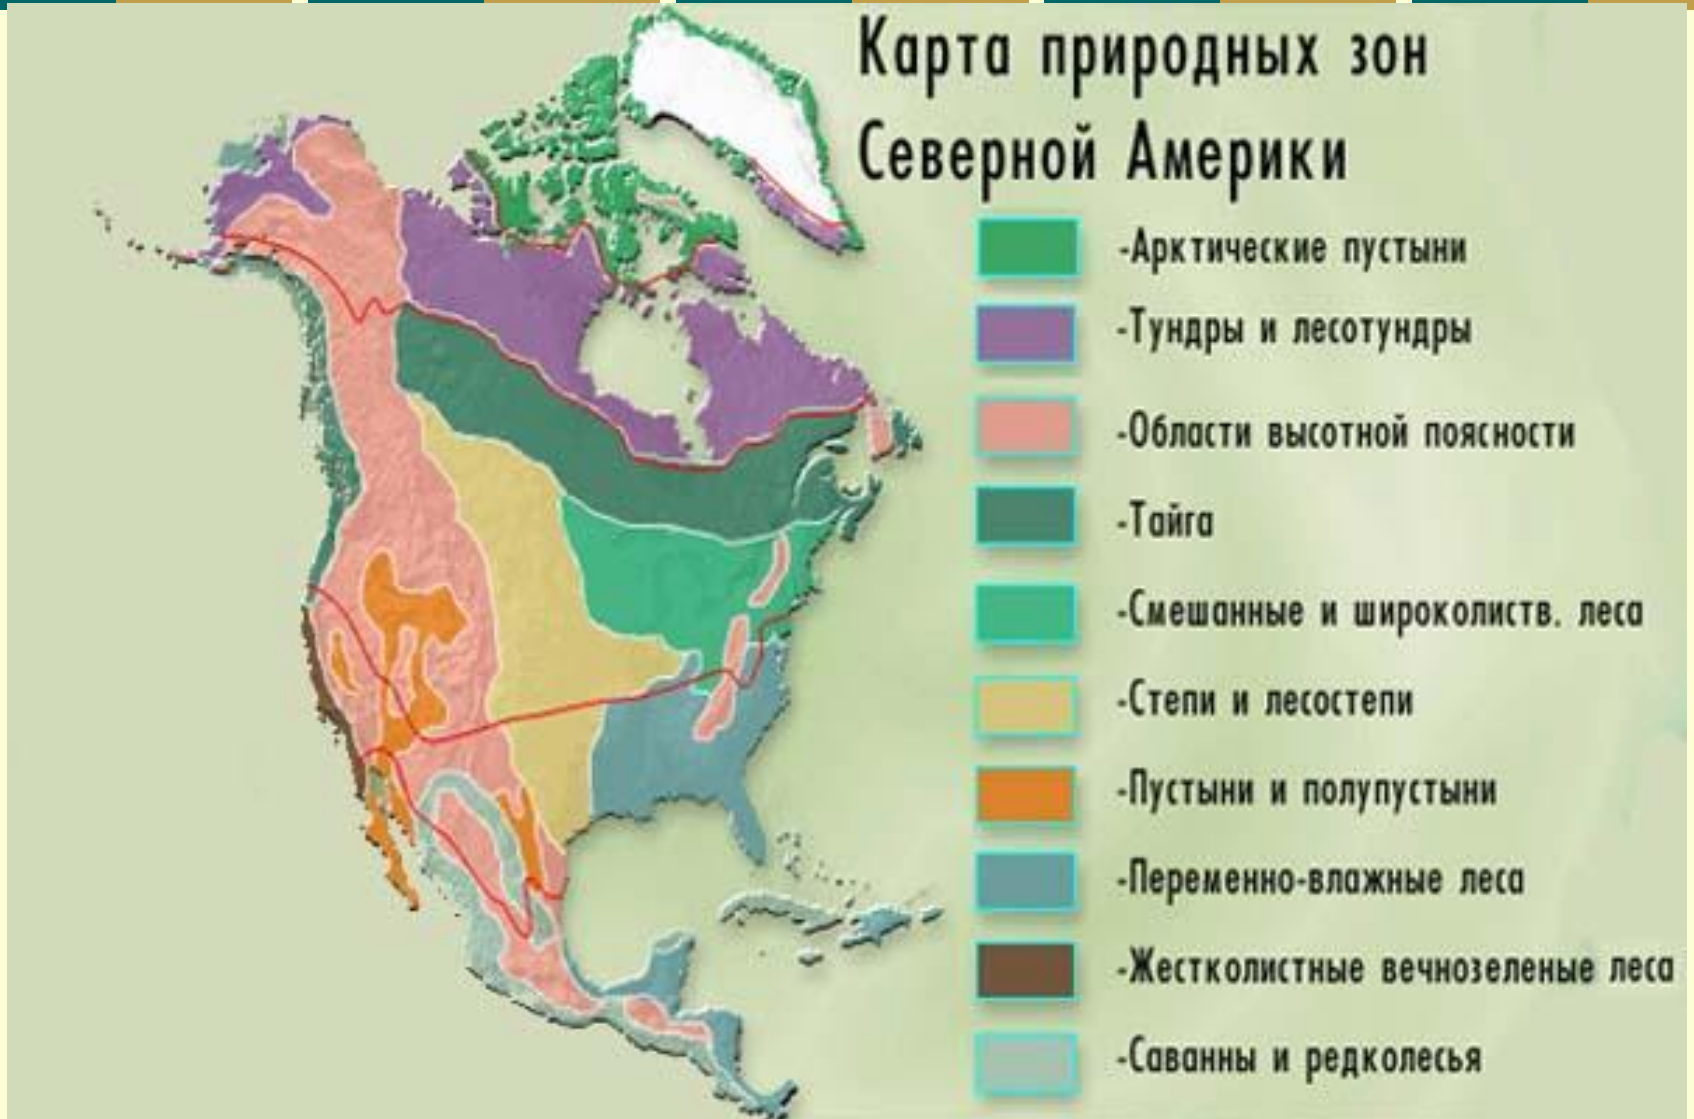 Карта природных зон
Северной Америки
-Арктические пустыни
-Тундры и лесотундры
-Области высотной поясности
-Тайга
-Смешанные и широколиств. леса
-Степи и лесостепи
-Пустыни и полупустыни
-Переменно-влажные леса
-Жестколистные вечнозеленые леса
-Саванны и редколесья